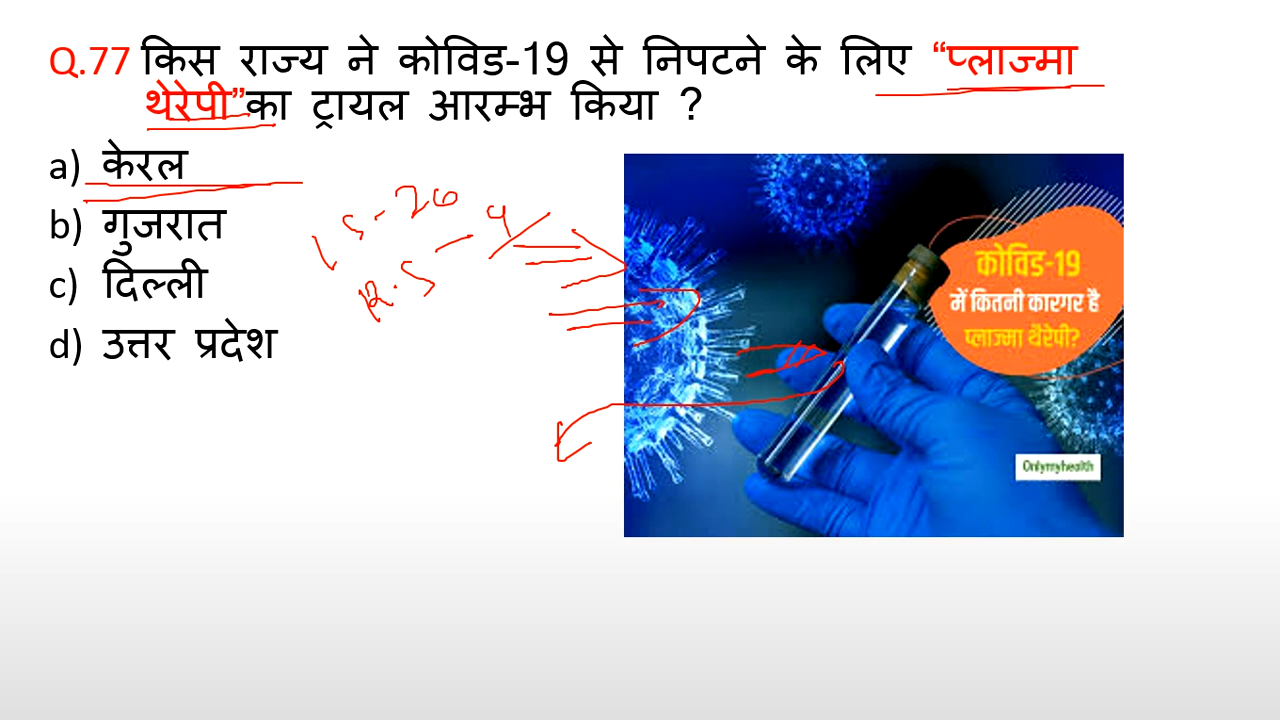 Q.77 किस राज्य ने कोविड-19 से निपटने के लिए “प्लाज्मा
थेरेपी”का ट्रायल आरम्भ किया ?
a) केरल
b) गुजरात
c) दिल्ली
d) उत्तर प्रदेश
कोविड-19
में कितनी कारगर है
प्लाज्मा थैरेपी?
Onlymyhealth